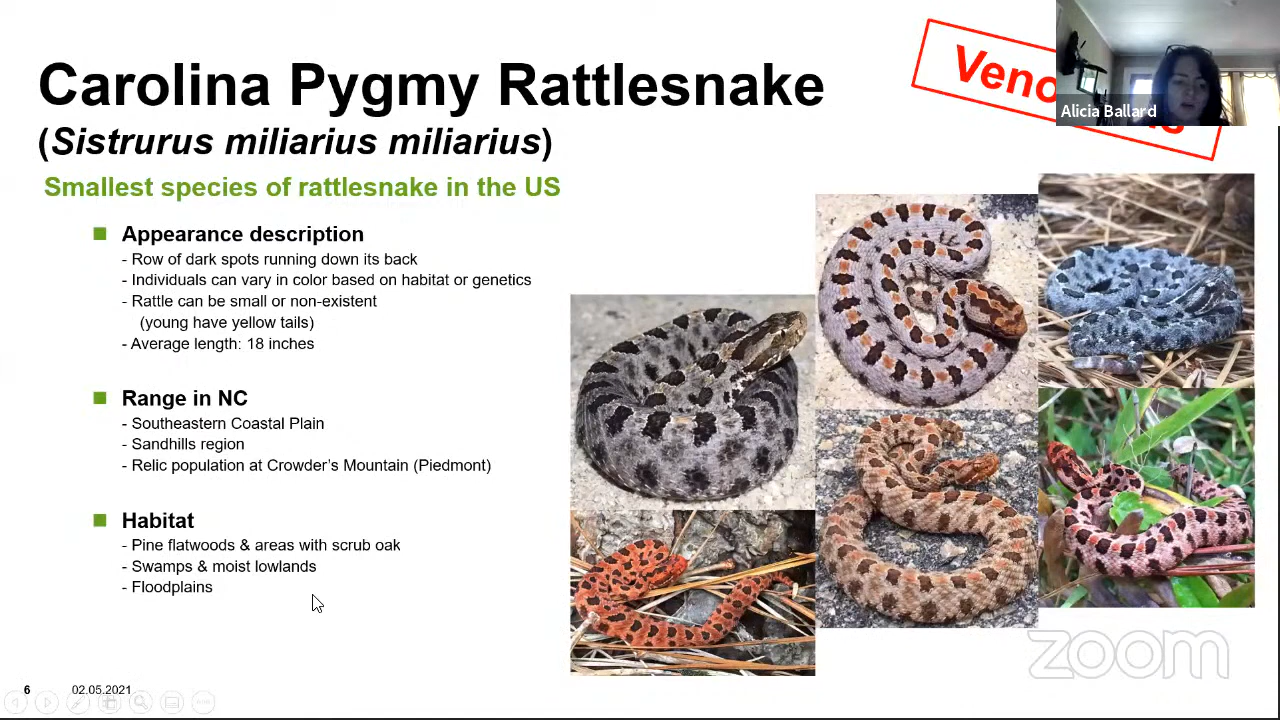 Carolina Pygmy Rattlesnake
(Sistrurus miliarius miliarius)
Smallest species of rattlesnake in the US
Appearance description
- Row of dark spots running down its back
- Individuals can vary in color based on habitat or genetics
- Rattle can be small or non-existent
(young have yellow tails)
- Average length: 18 inches
Range in NC
- Southeastern Coastal Plain
- Sandhills region
- Relic population at Crowder's Mountain (Piedmont)
Habitat
- Pine flatwoods & areas with scrub oak
- Swamps & moist lowlands
- Floodplains
Alicia Ballard
zoom
6 02.05.2021